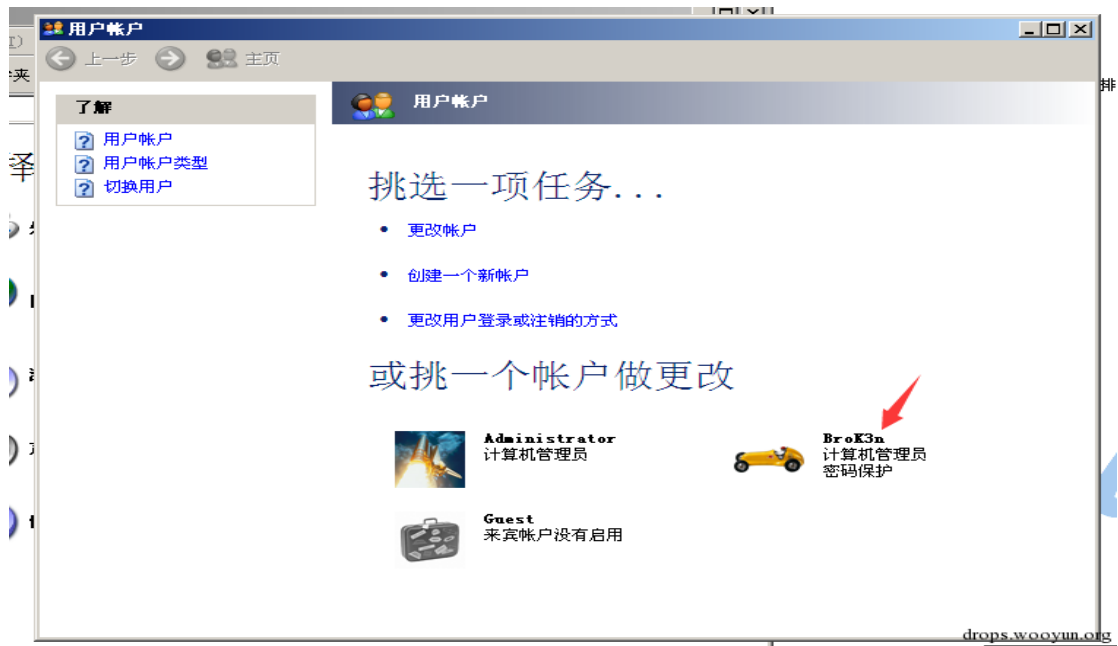 用户帐户
上一步 主页
了解
用户帐户
用户帐户类型
切换用户
用户帐户
挑选一项任务...
更改帐户
创建一个新帐户
更改用户登录或注销的方式
或挑一个帐户做更改
Administrator
计算机管理员
BroK3n
计算机管理员
密码保护
Guest
来宾帐户没有启用
夹
择
排
drops.wooyun.org